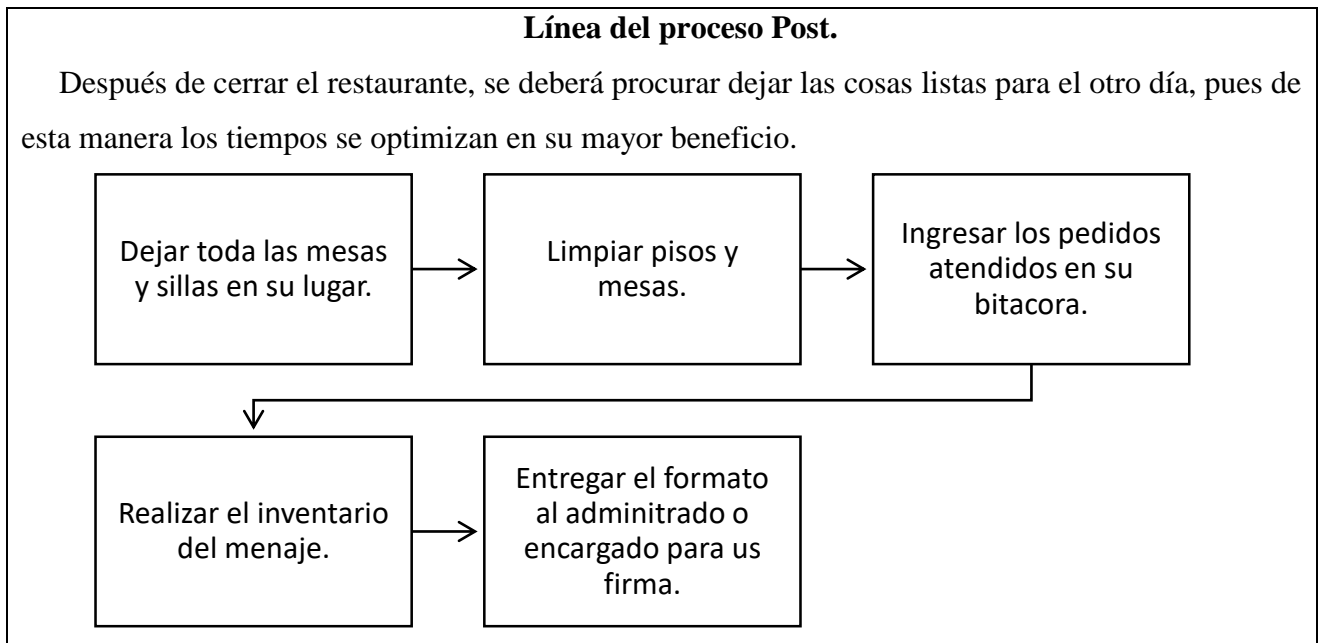 Línea del proceso Post.
Después de cerrar el restaurante, se deberá procurar dejar las cosas listas para el otro día, pues de
esta manera los tiempos se optimizan en su mayor beneficio.
Dejar toda las mesas
y sillas en su lugar.
Limpiar pisos y
mesas.
Ingresar los pedidos
atendidos en su
bitacora.
Realizar el inventario
del menaje.
Entregar el formato
al adminitrado o
encargado para us
firma.